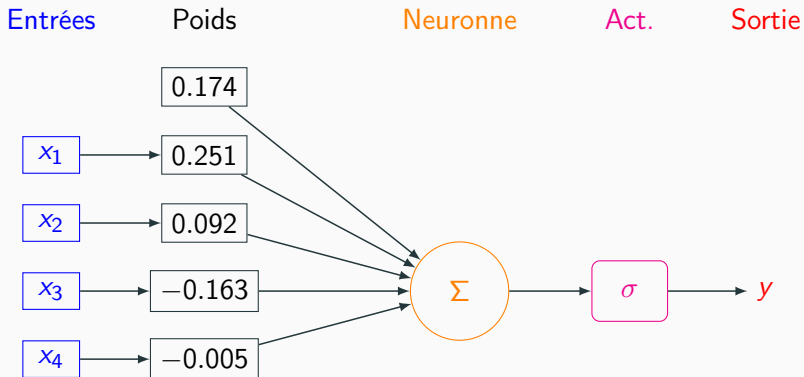 Entrées Poids Neuronne Act. Sortie
0.174
x₁ 0.251
x₂ 0.092
x₃ −0.163 Σ σ y
x₄ −0.005